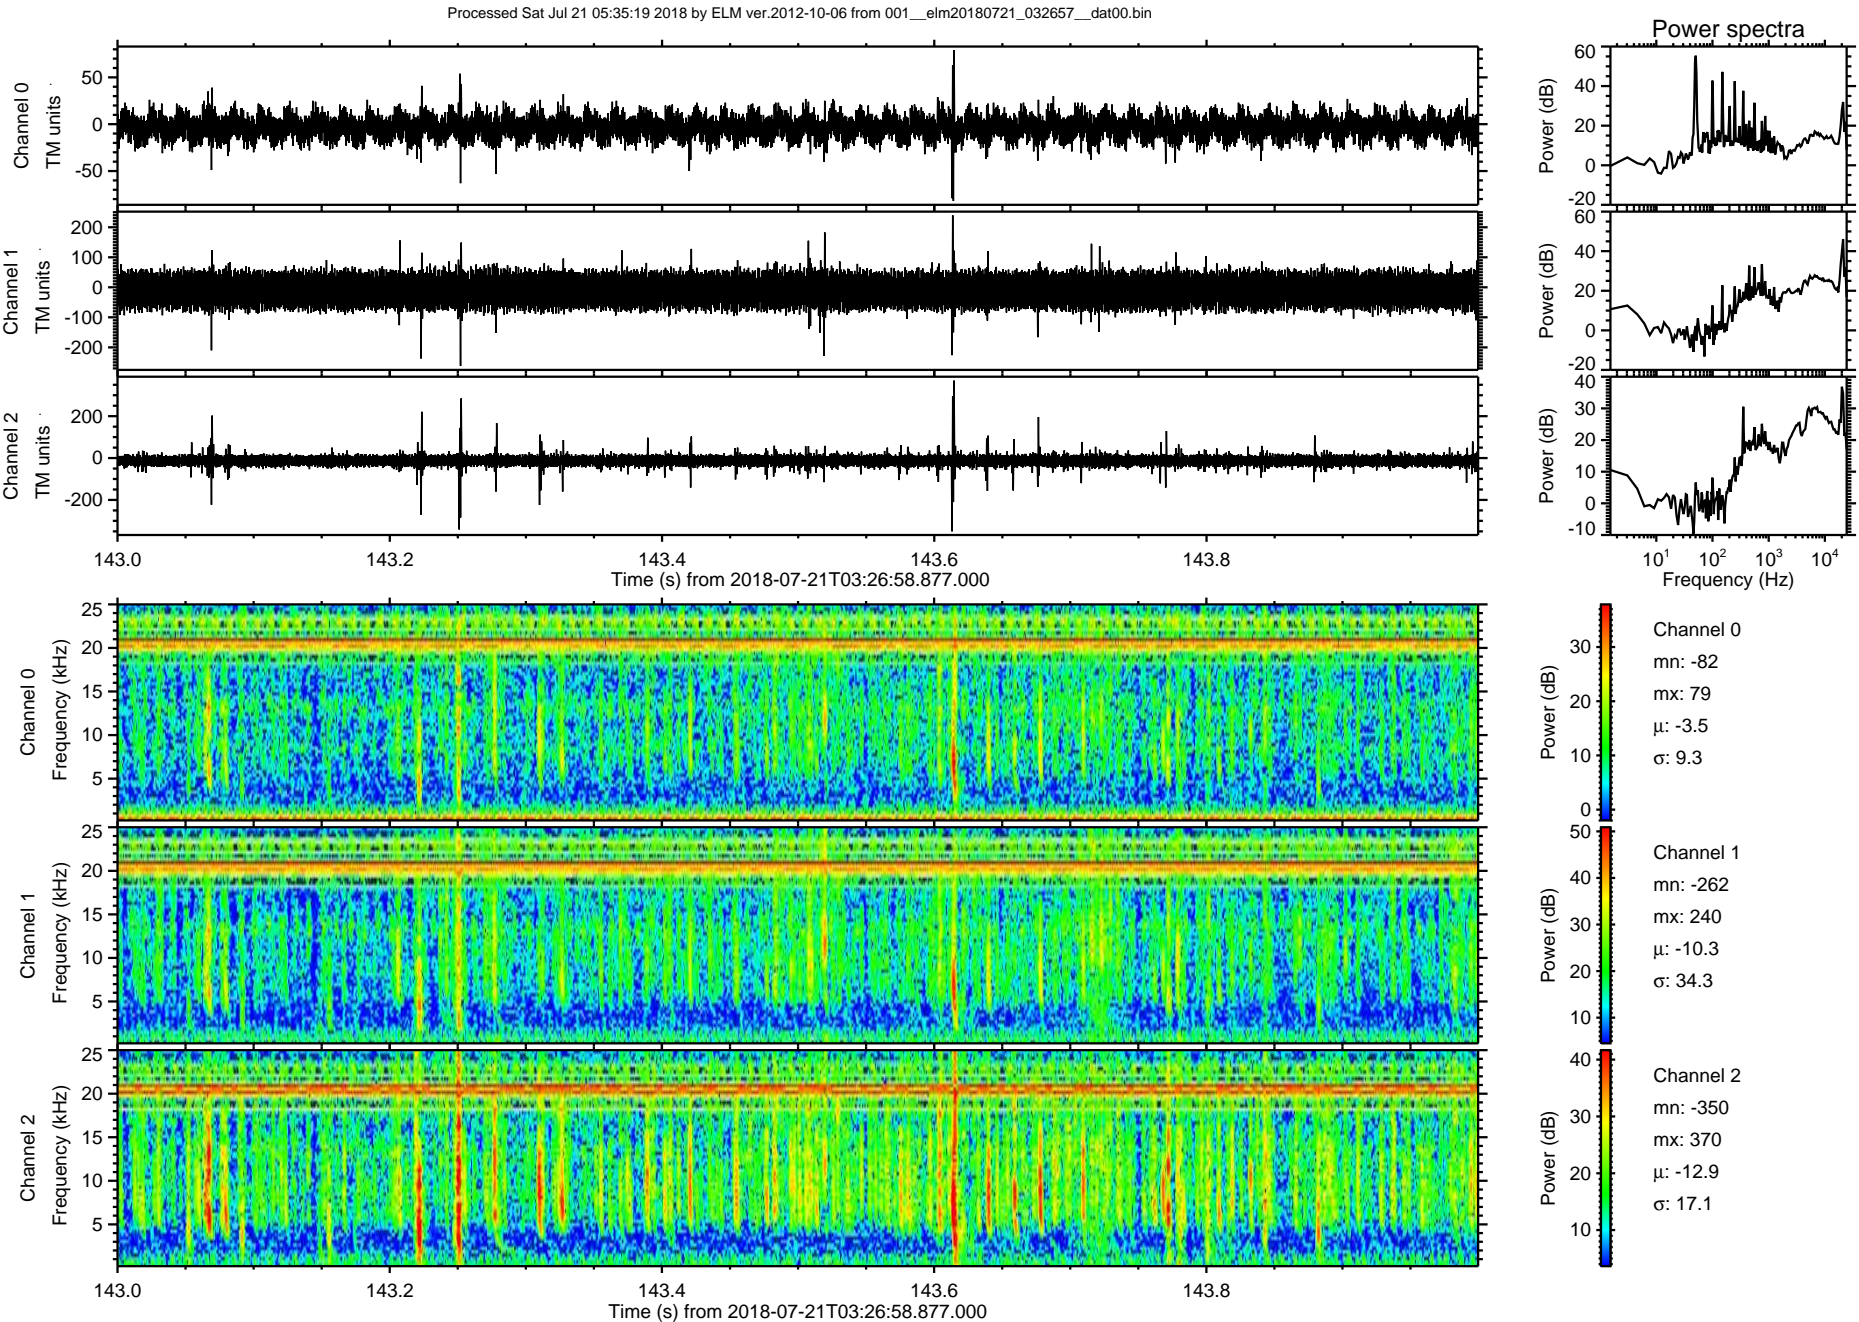 Processed Sat Jul 21 05:35:19 2018 by ELM ver.2012-10-06 from 001__elm20180721_032657__dat00.bin
Power spectra
Channel 0
TM units
50
0
-50
Power (dB)
60
40
20
0
-20
Channel 1
TM units
200
100
0
-100
-200
Power (dB)
60
40
20
0
-20
Channel 2
TM units
200
0
-200
Power (dB)
40
30
20
10
0
-10
143.0 143.2 143.4 143.6 143.8
Time (s) from 2018-07-21T03:26:58.877.000
10¹ 10² 10³ 10⁴
Frequency (Hz)
Channel 0
Frequency (kHz)
25
20
15
10
5
Power (dB)
30
20
10
0
Channel 0
mn: -82
mx: 79
μ: -3.5
σ: 9.3
Channel 1
Frequency (kHz)
25
20
15
10
5
Power (dB)
50
40
30
20
10
Channel 1
mn: -262
mx: 240
μ: -10.3
σ: 34.3
Channel 2
Frequency (kHz)
25
20
15
10
5
Power (dB)
40
30
20
10
Channel 2
mn: -350
mx: 370
μ: -12.9
σ: 17.1
143.0 143.2 143.4 143.6 143.8
Time (s) from 2018-07-21T03:26:58.877.000